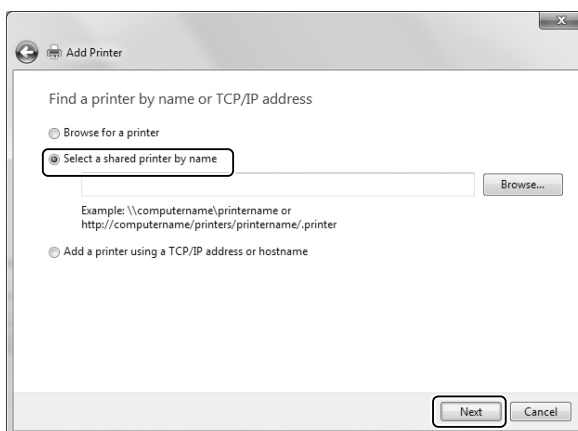 Add Printer
Find a printer by name or TCP/IP address
Browse for a printer
Select a shared printer by name
Browse...
Example: \\computername\printername or
http://computername/printers/printername/.printer
Add a printer using a TCP/IP address or hostname
Next
Cancel